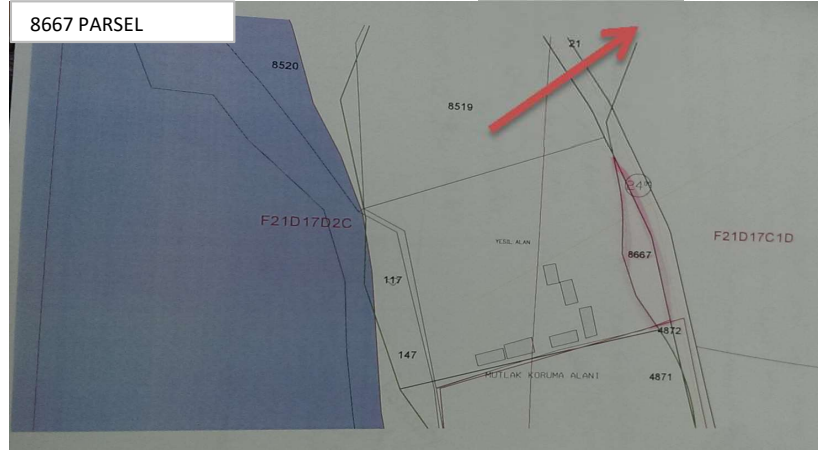 8667 PARSEL
21
8520
8519
F21D17D2C
F21D17C1D
YESIL ALAN
8667
117
4872
147
MUTLAK KORUMA ALANI
4871